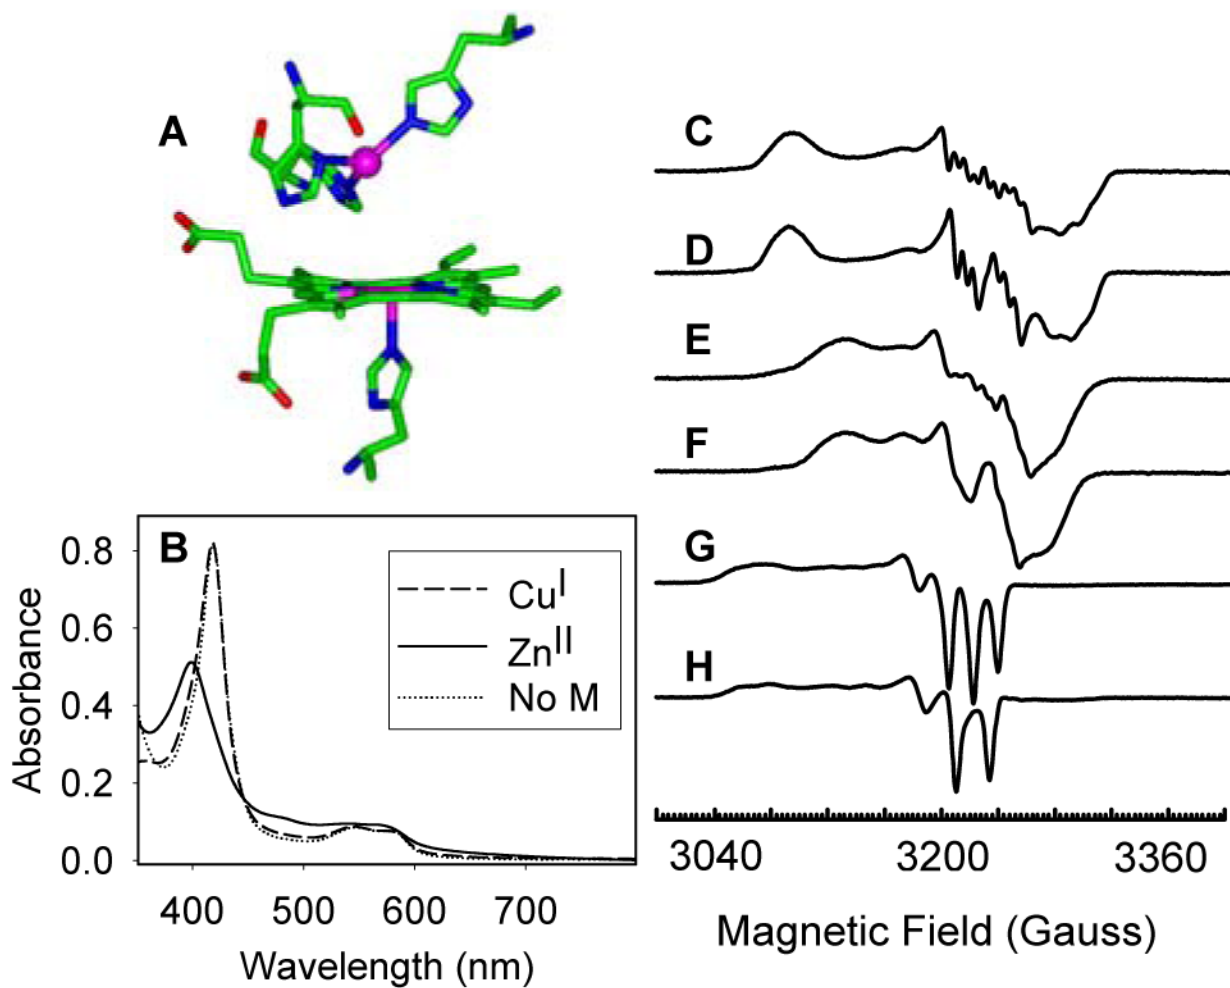 A
B
Cu^I
Zn^II
No M
0.8
0.6
0.4
0.2
0.0
Absorbance
400 500 600 700
Wavelength (nm)
C
D
E
F
G
H
3040 3200 3360
Magnetic Field (Gauss)